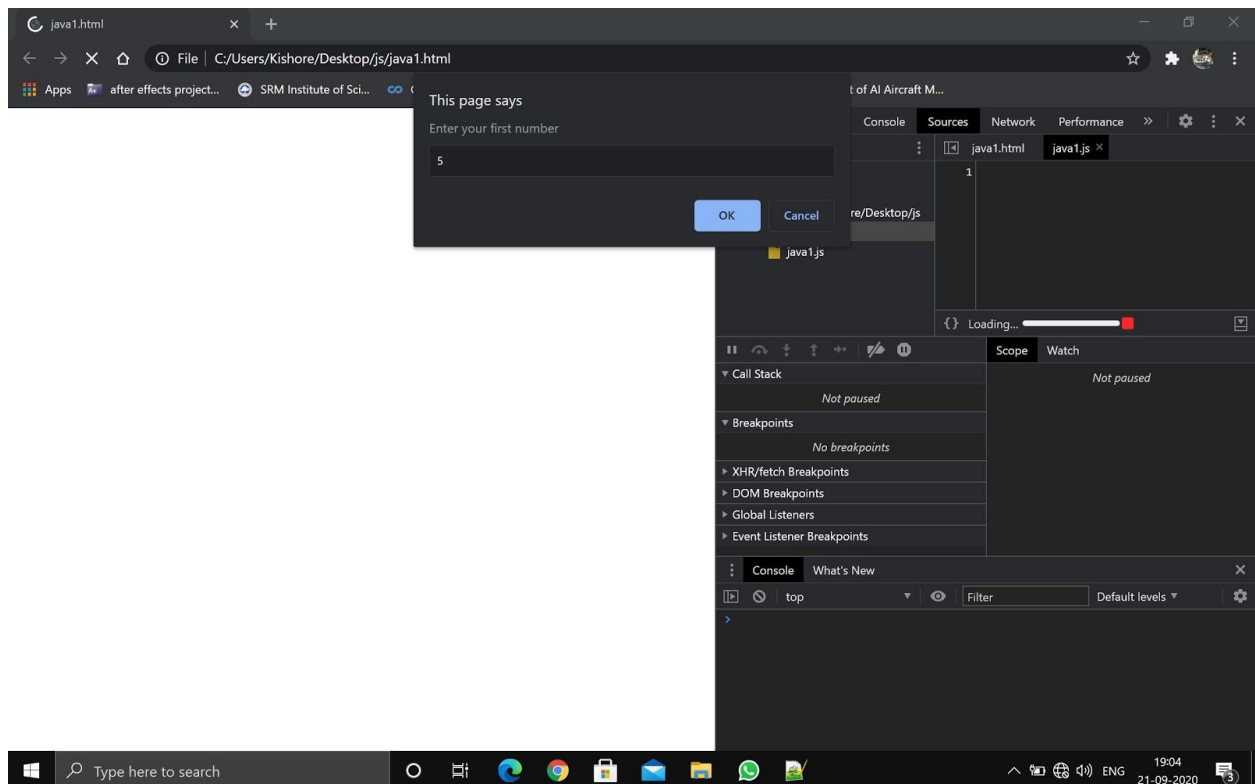 java1.html
File C:/Users/Kishore/Desktop/js/java1.html
Apps after effects project... SRM Institute of Sci... t of AI Aircraft M...
This page says
Enter your first number
5
OK Cancel
Console Sources Network Performance »
java1.html java1.js
1
re/Desktop/js
java1.js
{} Loading...
Scope Watch
Call Stack
Not paused
Not paused
Breakpoints
No breakpoints
XHR/fetch Breakpoints
DOM Breakpoints
Global Listeners
Event Listener Breakpoints
Console What's New
top Filter Default levels
Type here to search
ENG 19:04
21-09-2020
3